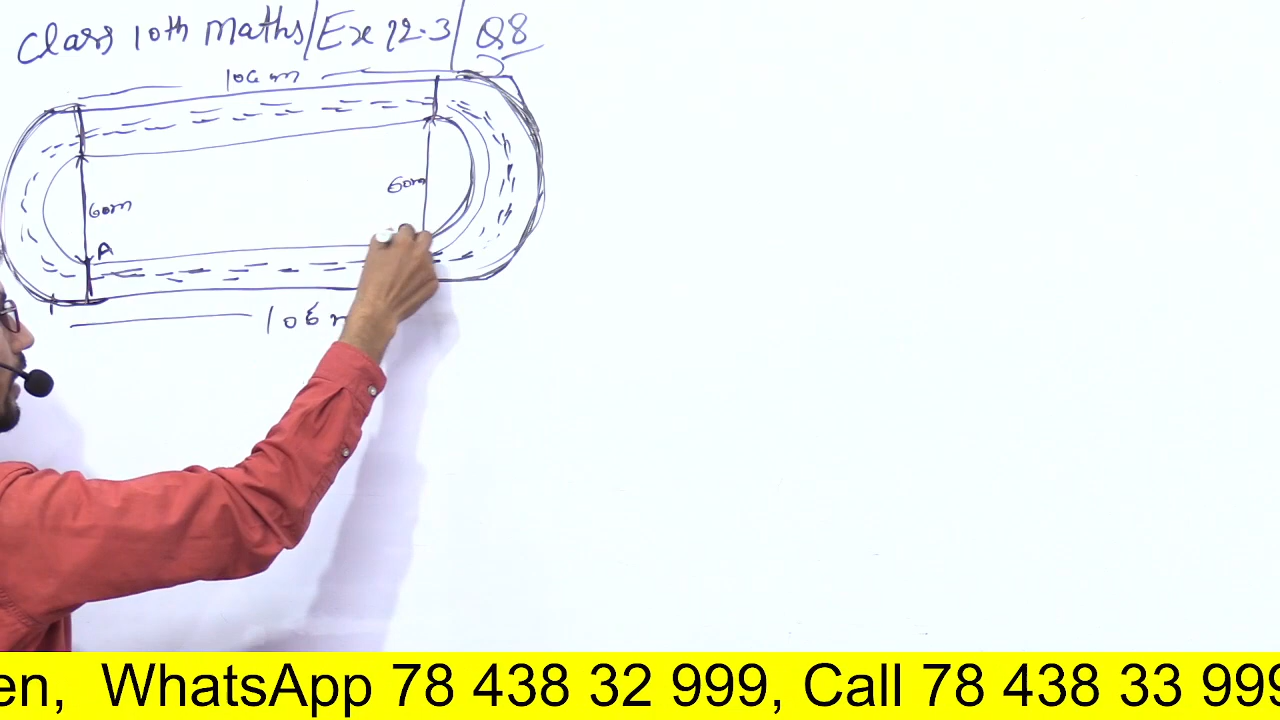 Class 10th Maths/Ex 12.3/ Q8
106 m
60m
60m
A
106
en, WhatsApp 78 438 32 999, Call 78 438 33 999